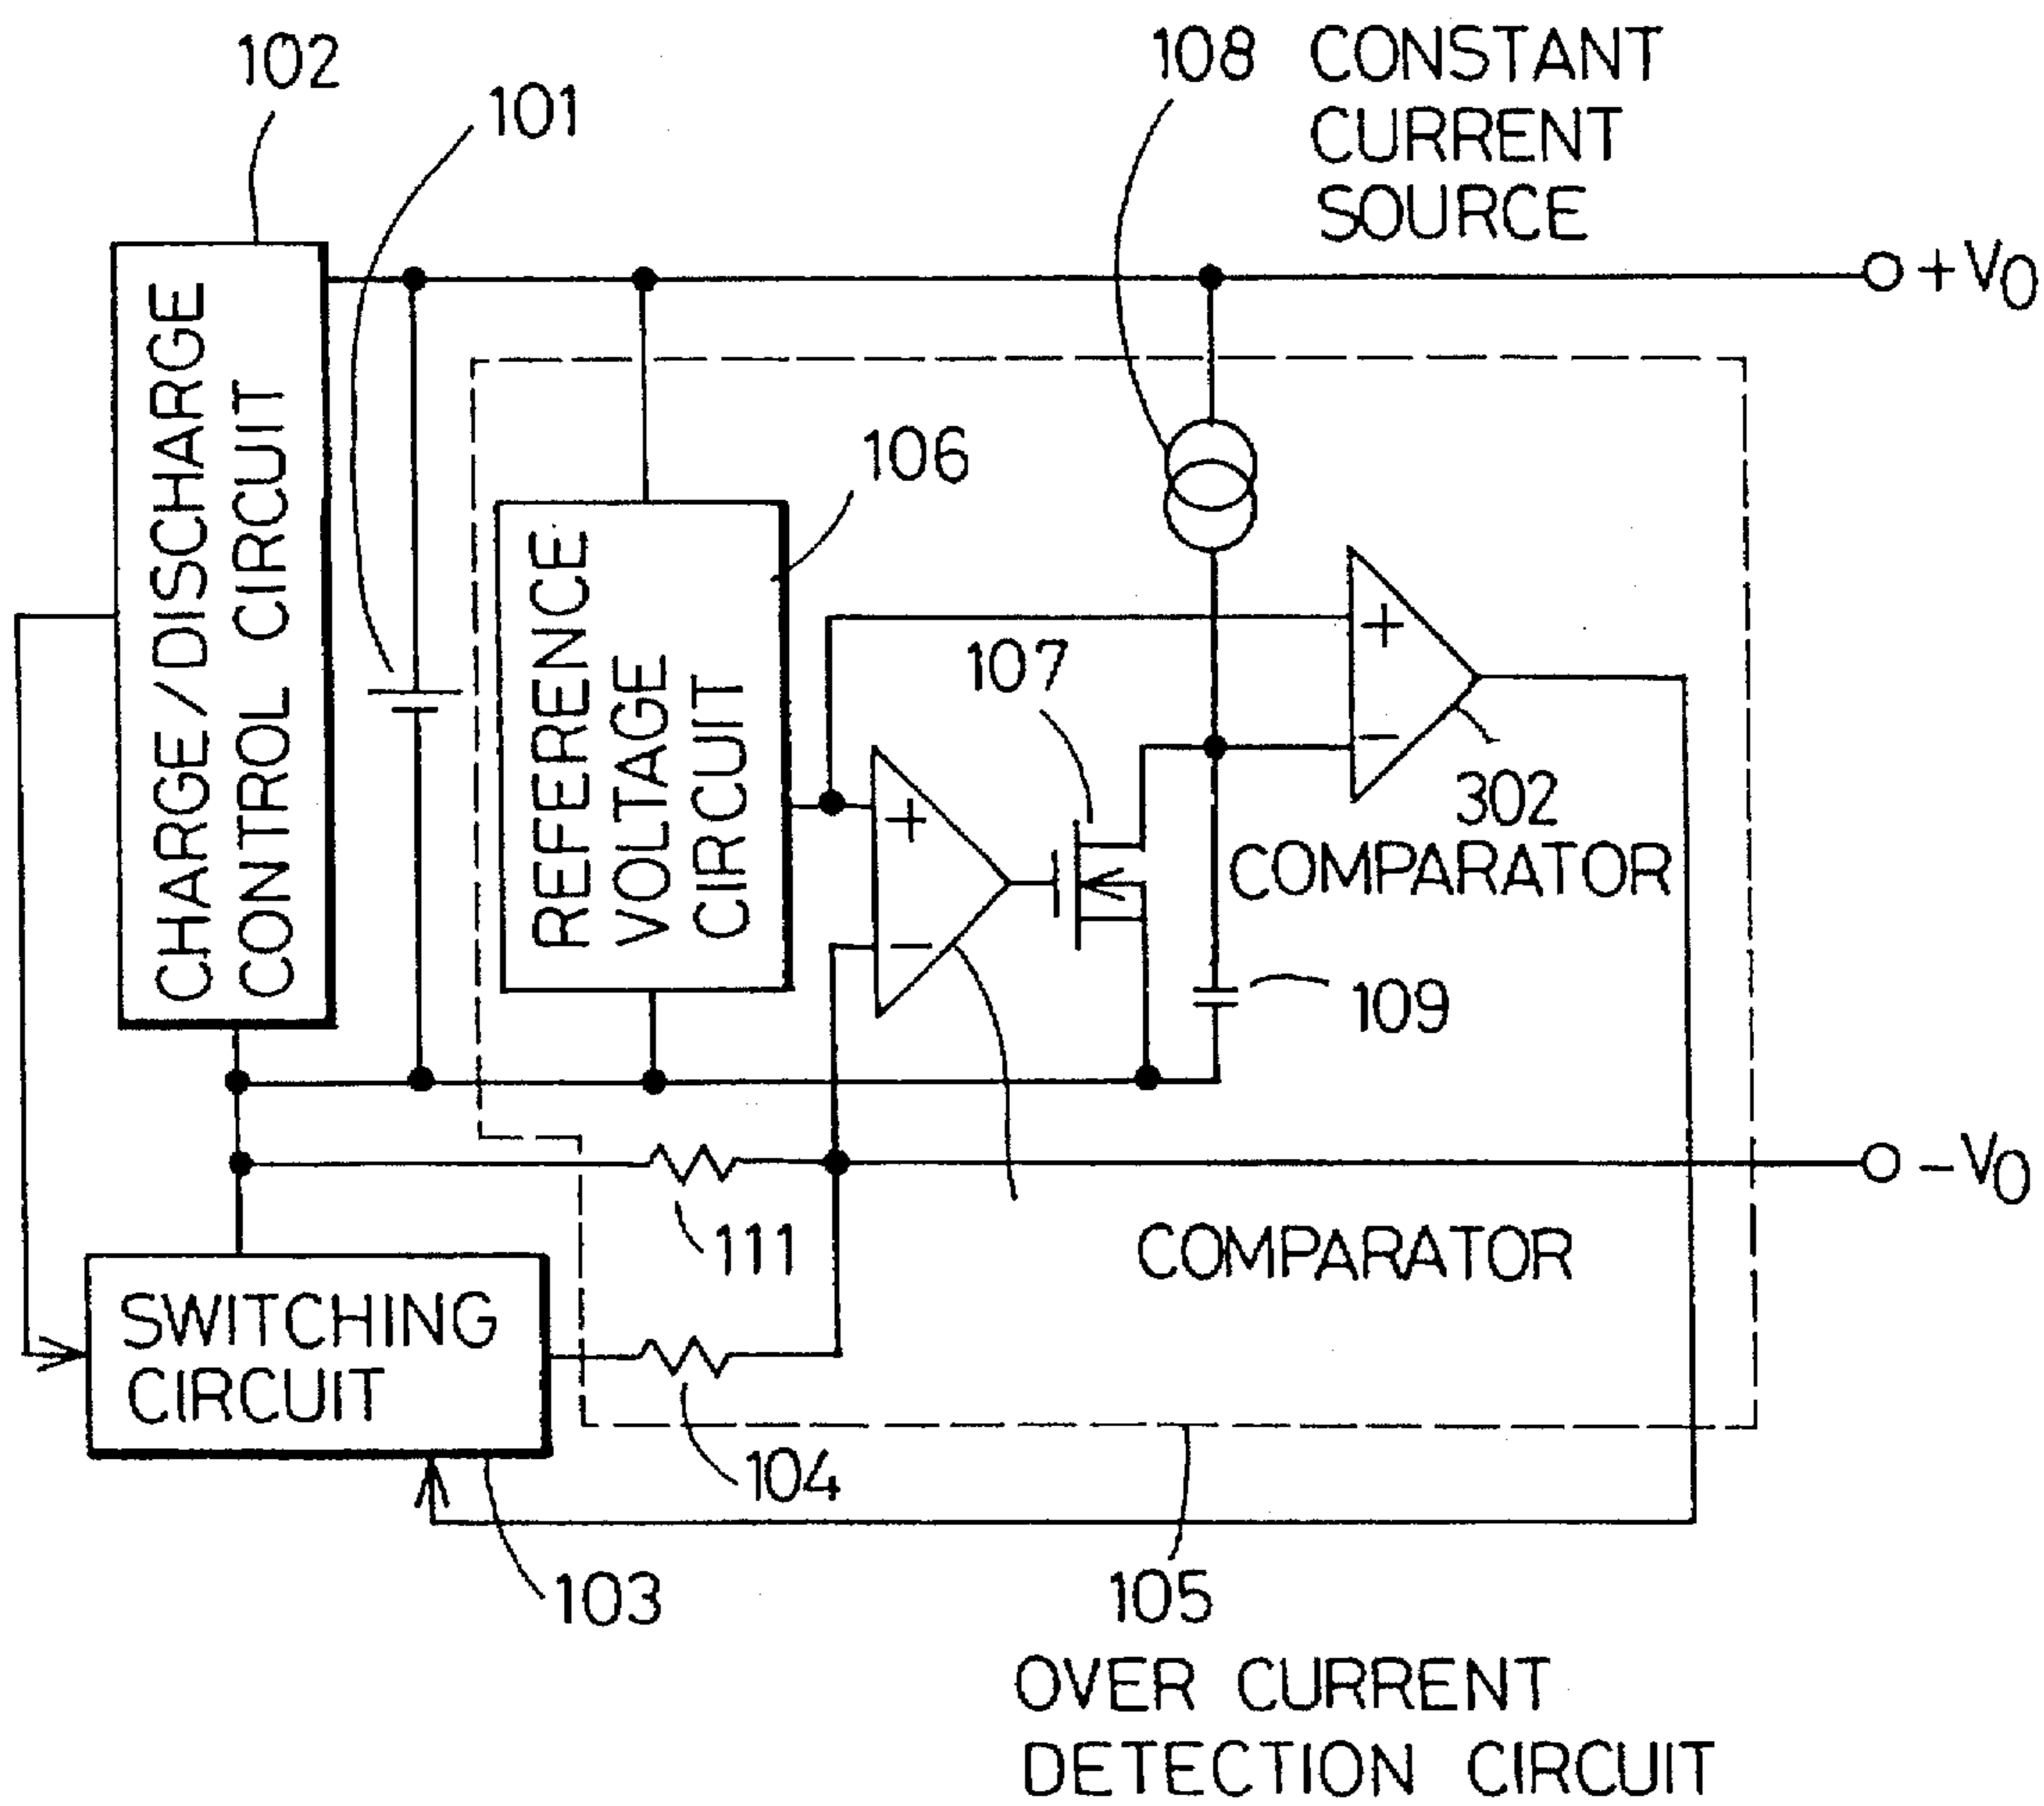 102
101
108 CONSTANT
CURRENT
SOURCE
+V0
CHARGE/DISCHARGE
CONTROL CIRCUIT
106
REFERENCE
VOLTAGE
CIRCUIT
107
+
-
302
COMPARATOR
+
-
109
-V0
111
COMPARATOR
SWITCHING
CIRCUIT
104
103
105
OVER CURRENT
DETECTION CIRCUIT